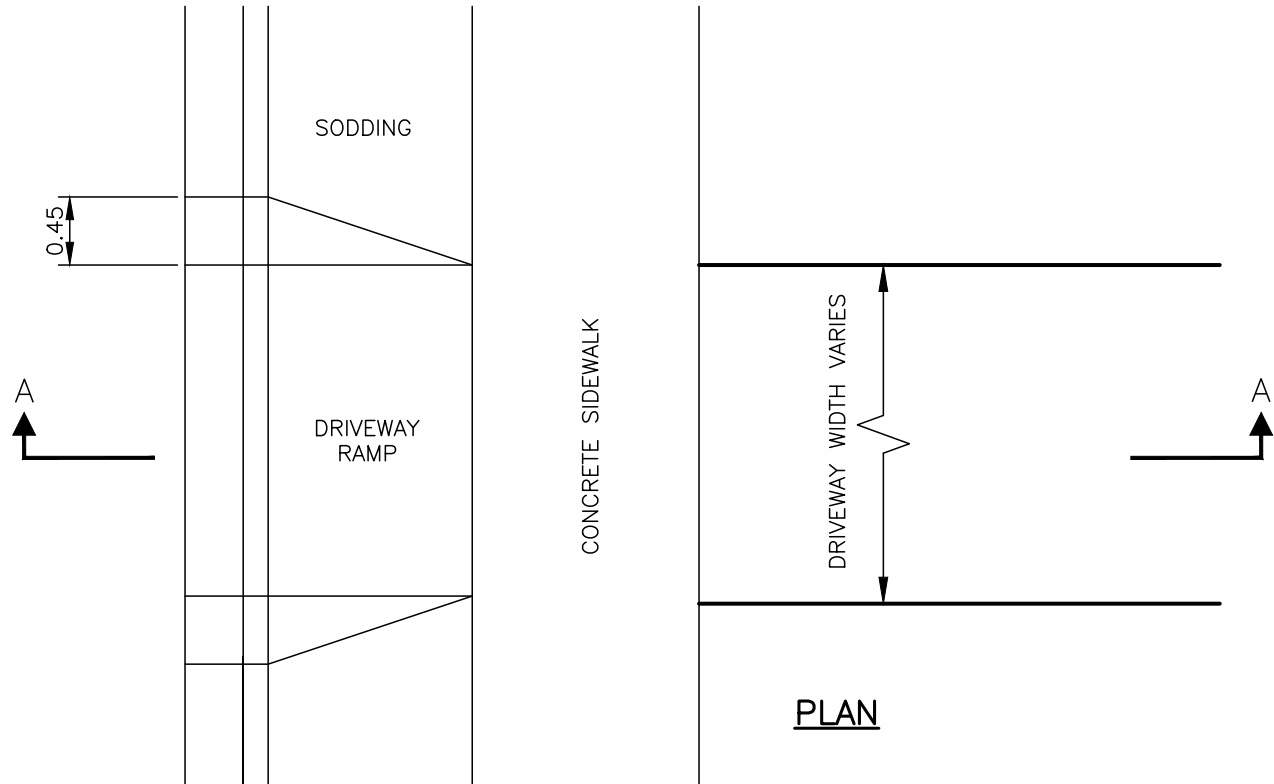 SODDING
0.45
A
DRIVEWAY
RAMP
CONCRETE SIDEWALK
DRIVEWAY WIDTH VARIES
A
PLAN